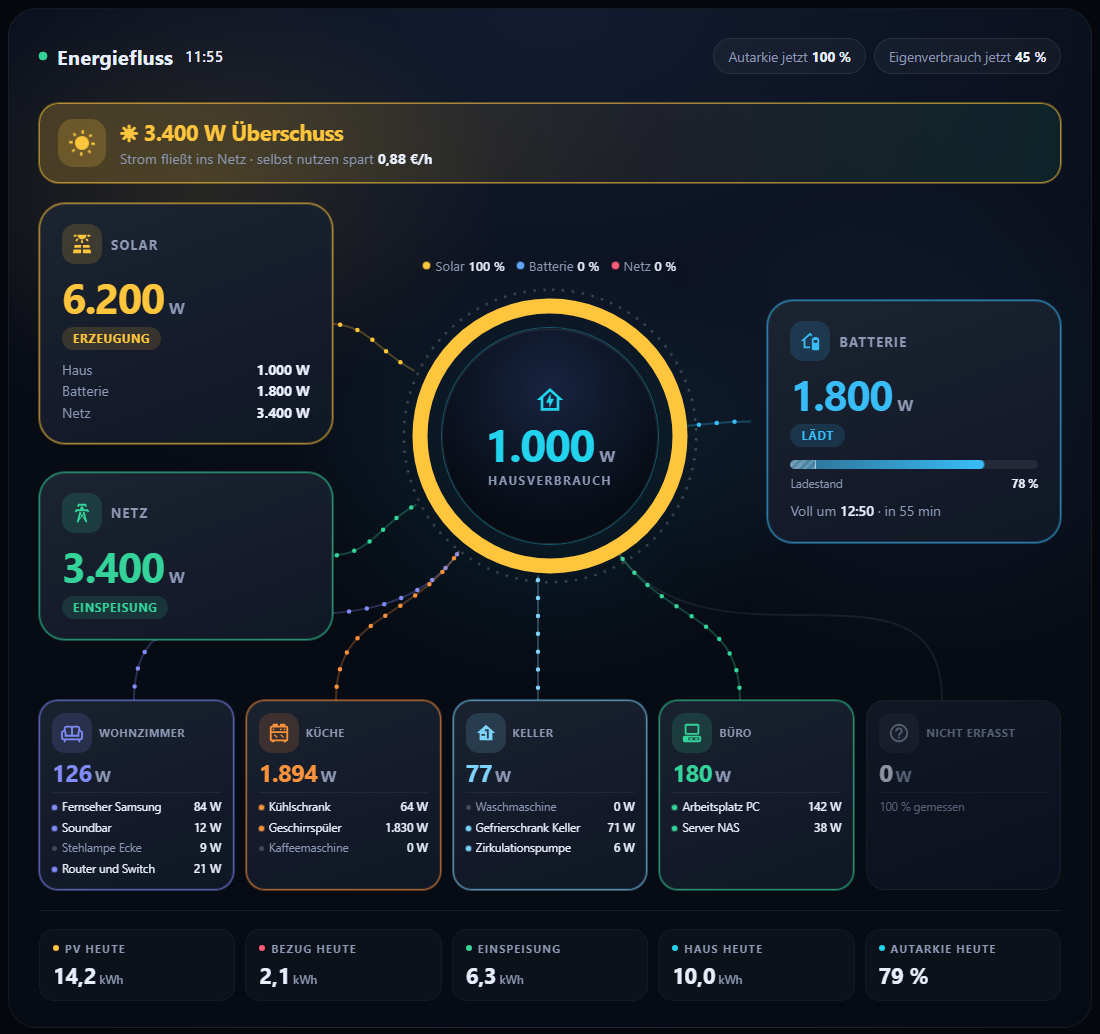 Energiefluss 11:55
Autarkie jetzt 100 %
Eigenverbrauch jetzt 45 %
3.400 W Überschuss
Strom fließt ins Netz · selbst nutzen spart 0,88 €/h
SOLAR
6.200 W
ERZEUGUNG
Haus 1.000 W
Batterie 1.800 W
Netz 3.400 W
Solar 100 % Batterie 0 % Netz 0 %
1.000 W
HAUSVERBRAUCH
BATTERIE
1.800 W
LÄDT
Ladestand 78 %
Voll um 12:50 · in 55 min
NETZ
3.400 W
EINSPEISUNG
WOHNZIMMER
126 W
Fernseher Samsung 84 W
Soundbar 12 W
Stehlampe Ecke 9 W
Router und Switch 21 W
KÜCHE
1.894 W
Kühlschrank 64 W
Geschirrspüler 1.830 W
Kaffeemaschine 0 W
KELLER
77 W
Waschmaschine 0 W
Gefrierschrank Keller 71 W
Zirkulationspumpe 6 W
BÜRO
180 W
Arbeitsplatz PC 142 W
Server NAS 38 W
NICHT ERFASST
0 W
100 % gemessen
PV HEUTE
14,2 kWh
BEZUG HEUTE
2,1 kWh
EINSPEISUNG
6,3 kWh
HAUS HEUTE
10,0 kWh
AUTARKIE HEUTE
79 %